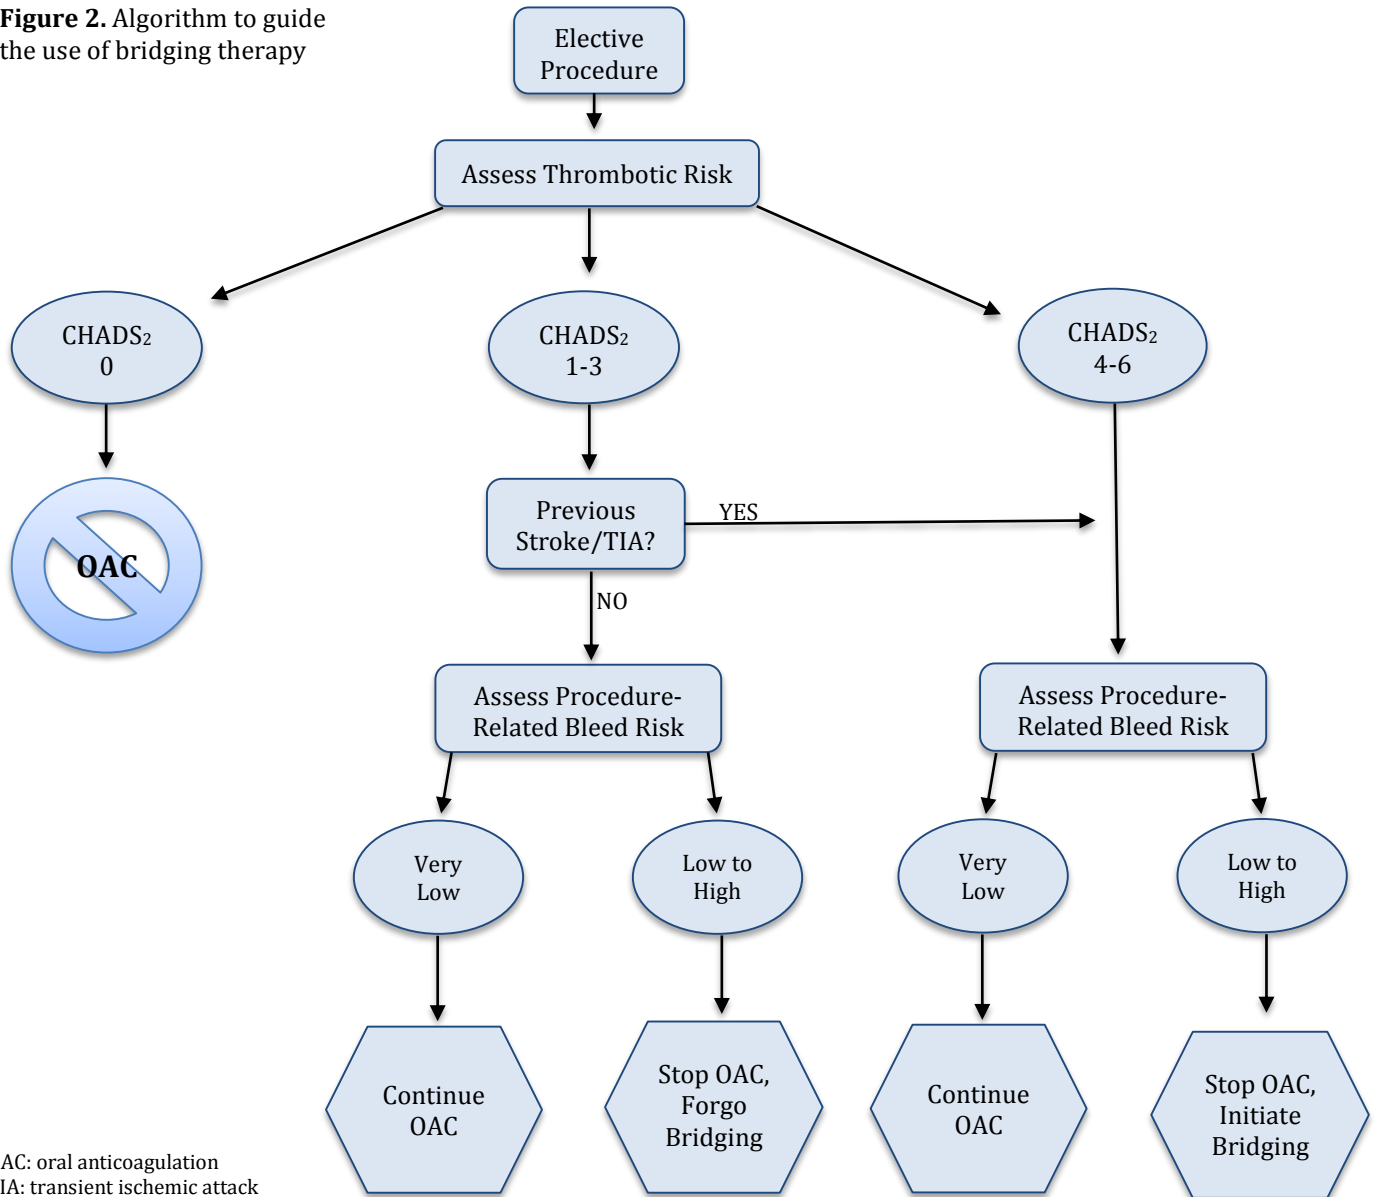 Figure 2. Algorithm to guide
the use of bridging therapy
Elective
Procedure
Assess Thrombotic Risk
CHADS₂
0
CHADS₂
1-3
CHADS₂
4-6
OAC
Previous
Stroke/TIA?
YES
NO
Assess Procedure-
Related Bleed Risk
Assess Procedure-
Related Bleed Risk
Very
Low
Low to
High
Very
Low
Low to
High
Continue
OAC
Stop OAC,
Forgo
Bridging
Continue
OAC
Stop OAC,
Initiate
Bridging
AC: oral anticoagulation
IA: transient ischemic attack